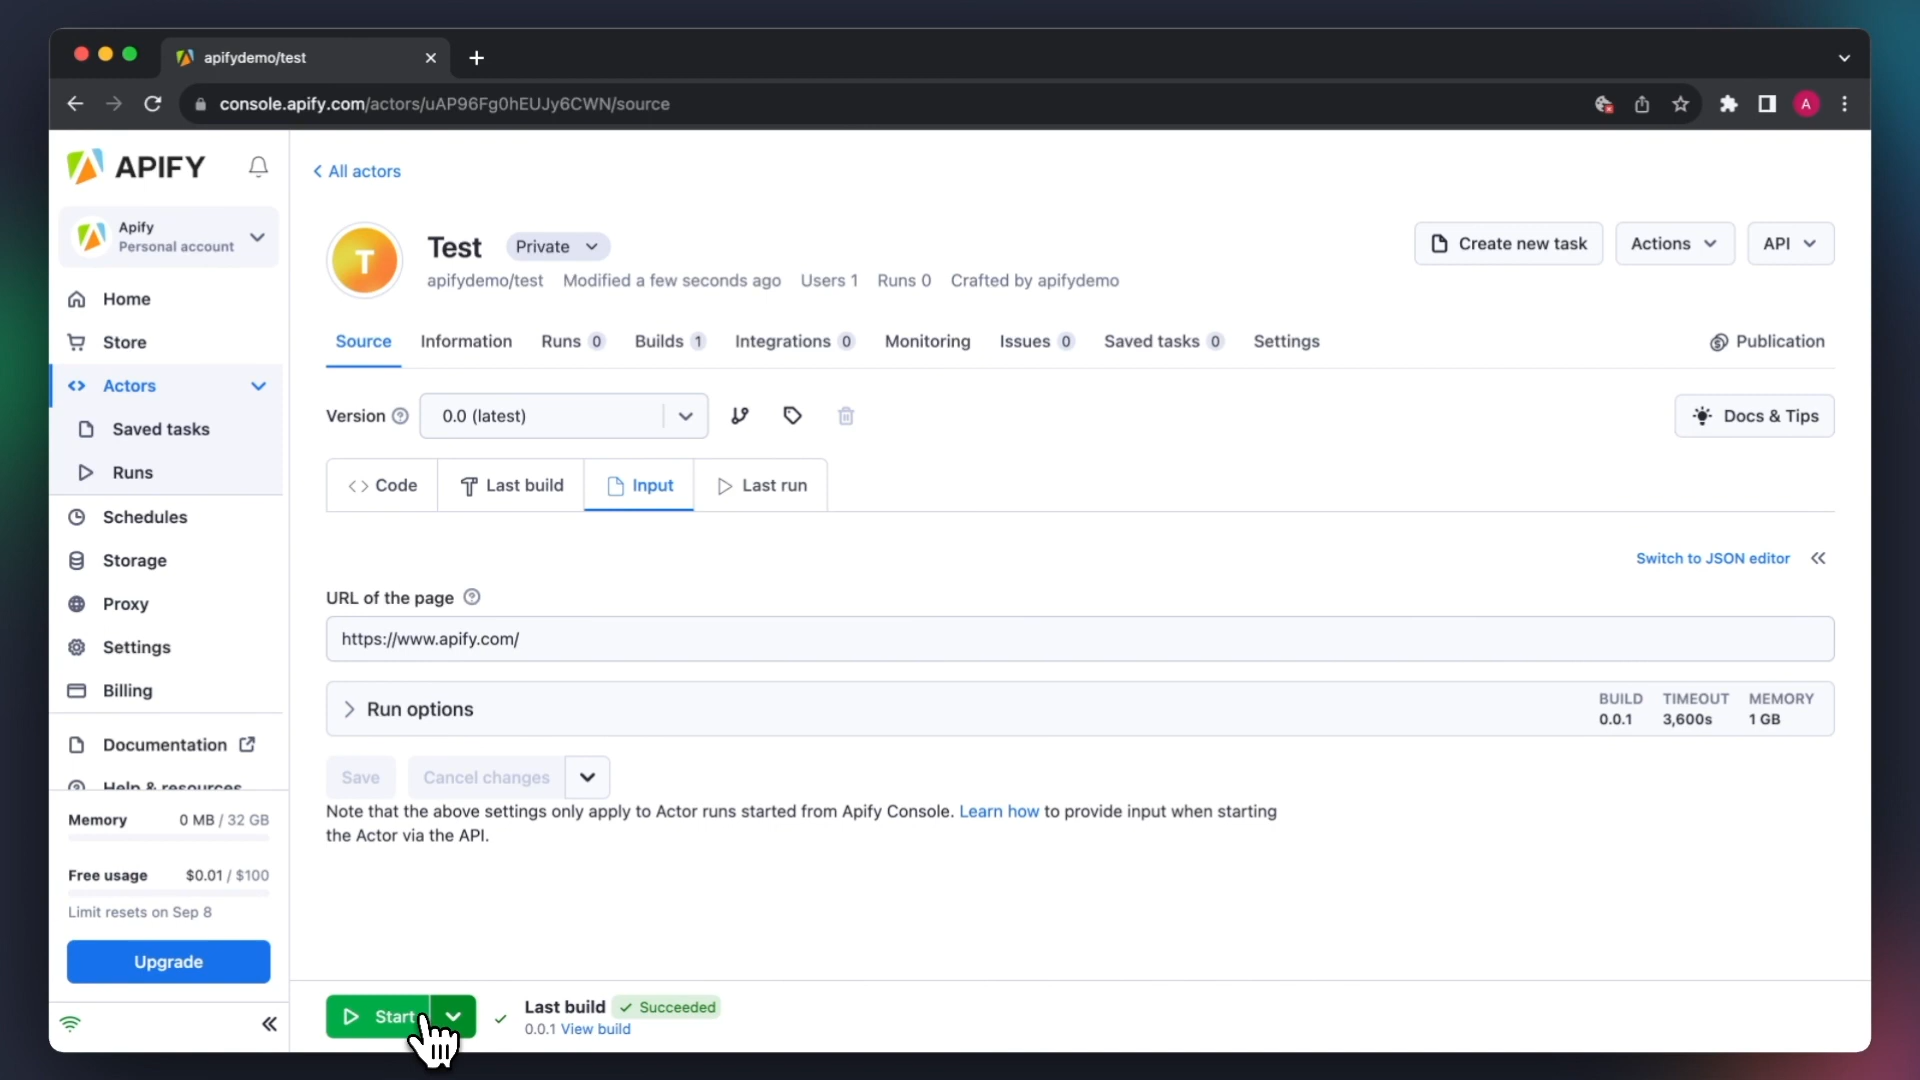 apifydemo/test
console.apify.com/actors/uAP96Fg0hEUJy6CWN/source
A
APIFY
Apify
Personal account
Home
Store
Actors
Saved tasks
Runs
Schedules
Storage
Proxy
Settings
Billing
Documentation
Help & resources
Memory 0 MB / 32 GB
Free usage $0.01 / $100
Limit resets on Sep 8
Upgrade
All actors
T
Test Private
Create new task Actions API
apifydemo/test Modified a few seconds ago Users 1 Runs 0 Crafted by apifydemo
Source Information Runs 0 Builds 1 Integrations 0 Monitoring Issues 0 Saved tasks 0 Settings Publication
Version 0.0 (latest) Docs & Tips
Code Last build Input Last run
Switch to JSON editor
URL of the page
https://www.apify.com/
Run options
BUILD TIMEOUT MEMORY
0.0.1 3,600s 1 GB
Save Cancel changes
Note that the above settings only apply to Actor runs started from Apify Console. Learn how to provide input when starting
the Actor via the API.
Start
Last build Succeeded
0.0.1 View build